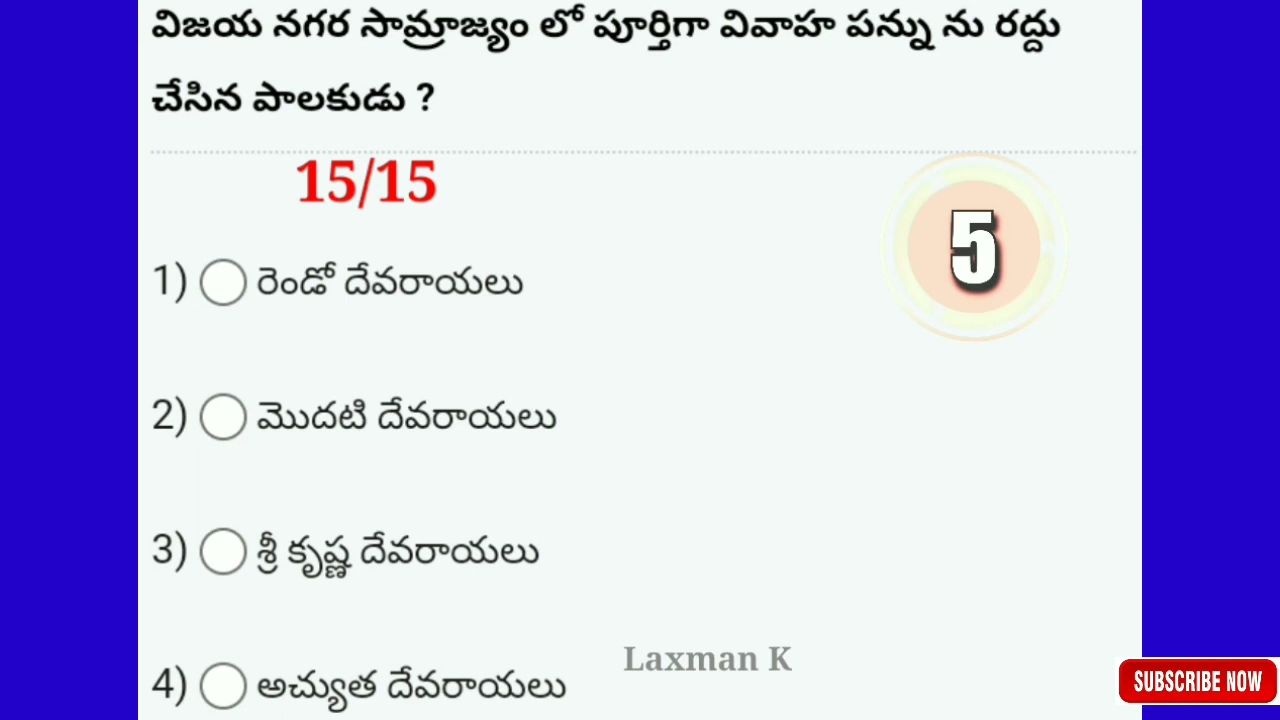 విజయ నగర సామ్రాజ్యం లో పూర్తిగా వివాహ పన్ను ను రద్దు
చేసిన పాలకుడు ?
15/15
5
1) రెండో దేవరాయలు
2) మొదటి దేవరాయలు
3) శ్రీ కృష్ణ దేవరాయలు
4) అచ్యుత దేవరాయలు
Laxman K
SUBSCRIBE NOW